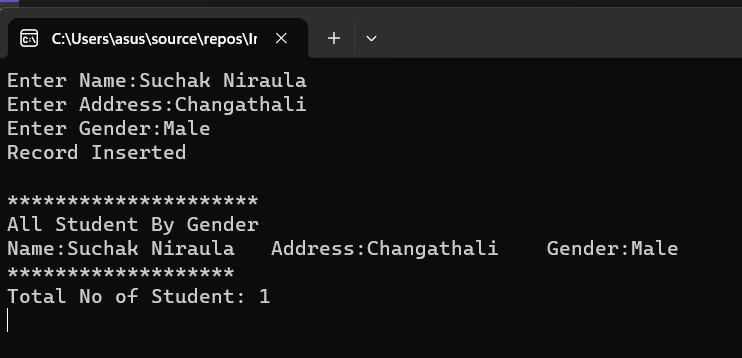 C:\Users\asus\source\repos\Ir
Enter Name:Suchak Niraula
Enter Address:Changathali
Enter Gender:Male
Record Inserted
*********************
All Student By Gender
Name:Suchak Niraula   Address:Changathali    Gender:Male
*******************
Total No of Student: 1